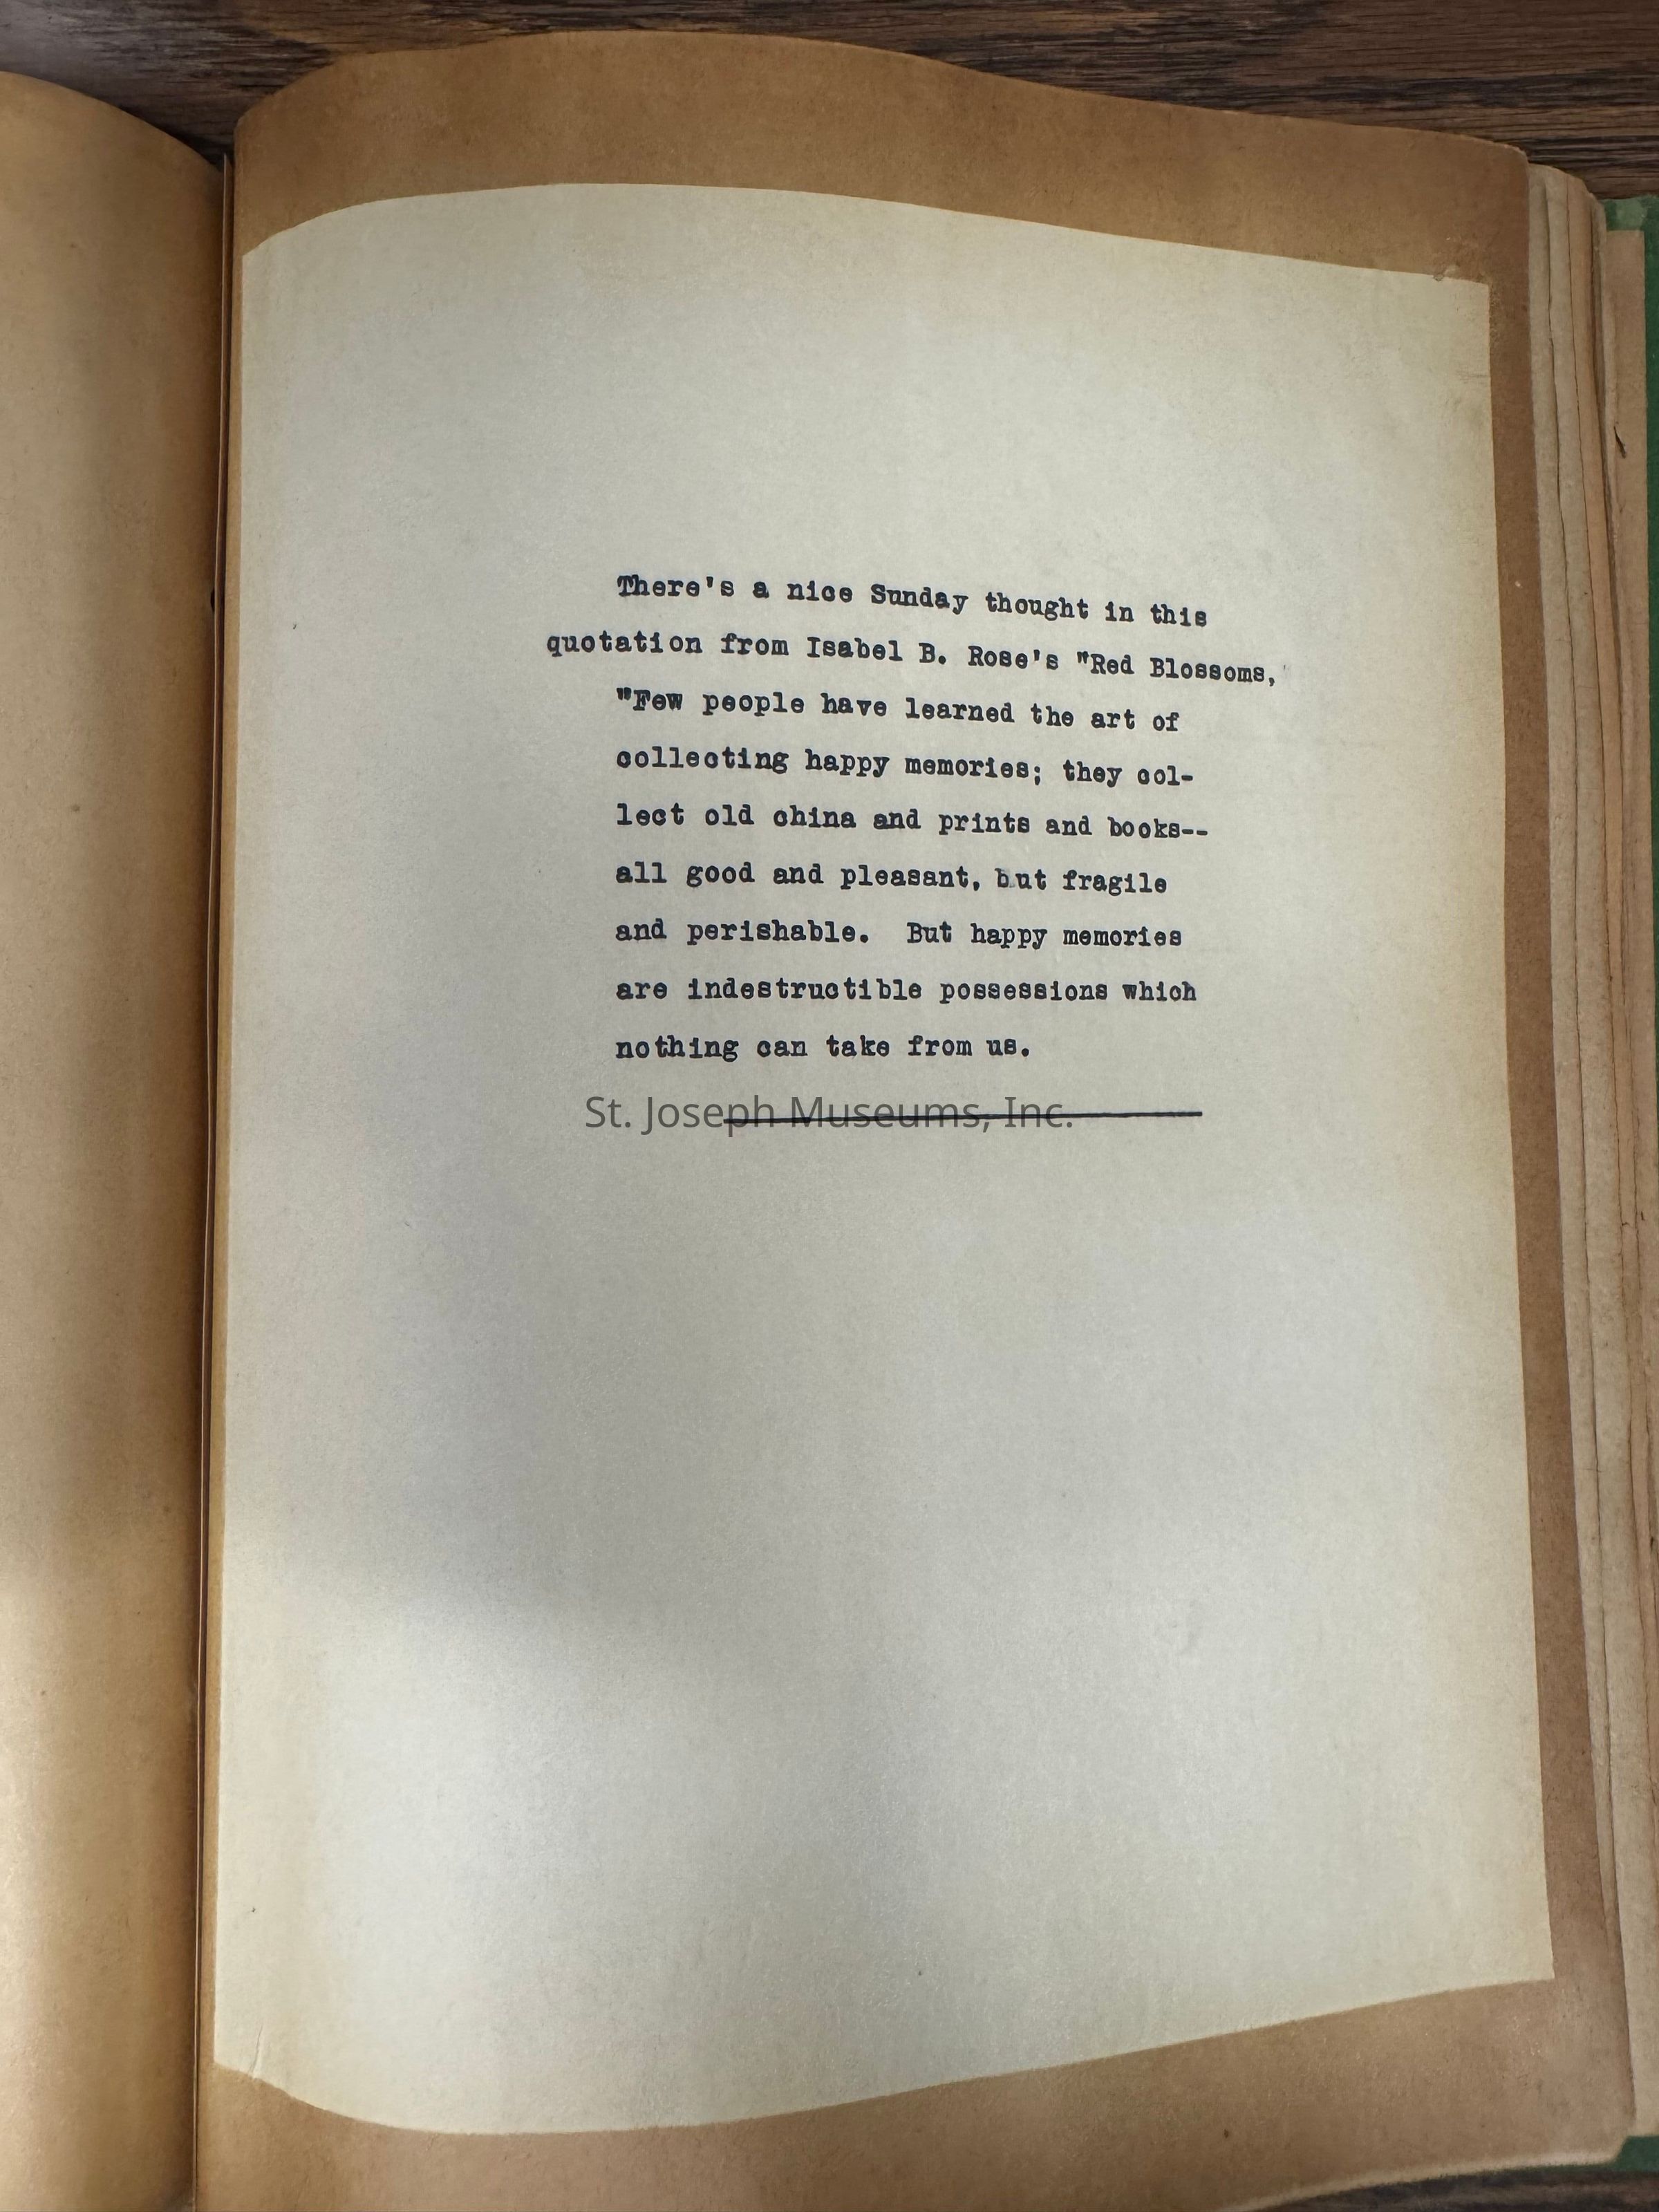 There's a nice Sunday thought in this
quotation from Isabel B. Rose's "Red Blossoms,
"Few people have learned the art of
collecting happy memories; they col-
lect old china and prints and books--
all good and pleasant, but fragile
and perishable.  But happy memories
are indestructible possessions which
nothing can take from us.
St. Joseph Museums, Inc.